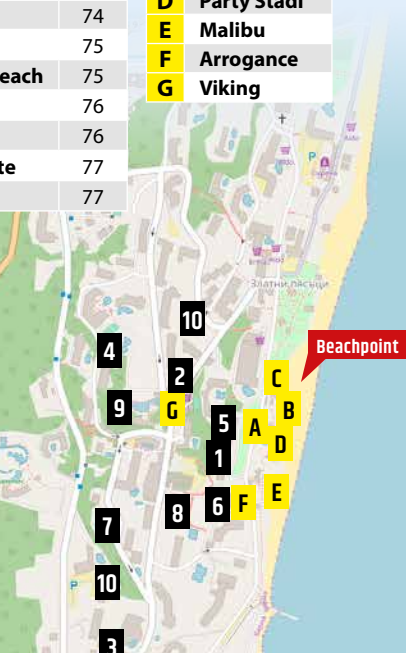 74
75
each 75
76
76
te 77
77
D Party Stadl
E Malibu
F Arrogance
G Viking
P
Златни пясъци
10
Beachpoint
4
2
C
9
G
B
5
A
D
1
E
8
6
F
7
10
P
3